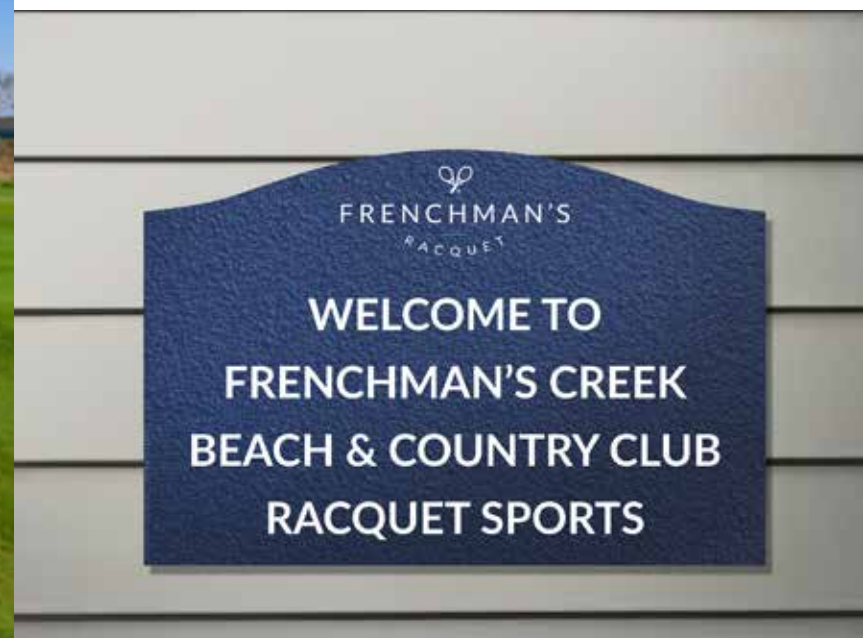 FRENCHMAN'S
RACQUET
WELCOME TO
FRENCHMAN'S CREEK
BEACH & COUNTRY CLUB
RACQUET SPORTS